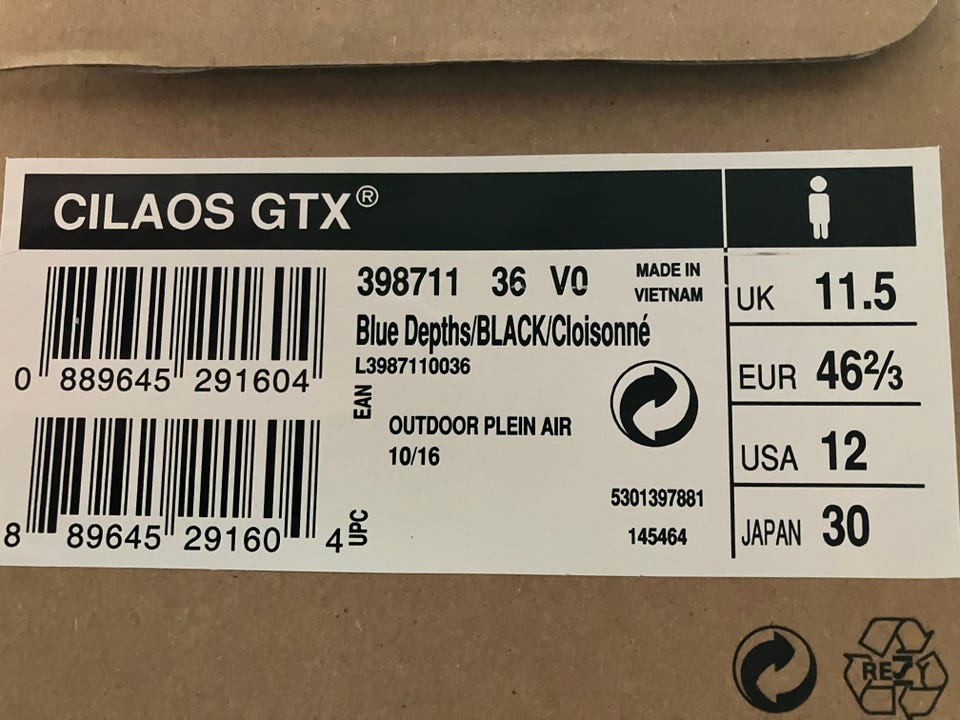 CILAOS GTX®
398711 36 V0
MADE IN
VIETNAM
Blue Depths/BLACK/Cloisonné
L3987110036
0 889645 291604
EAN
OUTDOOR PLEIN AIR
10/16
5301397881
145464
8 89645 29160 4
UPC
UK 11.5
EUR 46⅔
USA 12
JAPAN 30
RESY